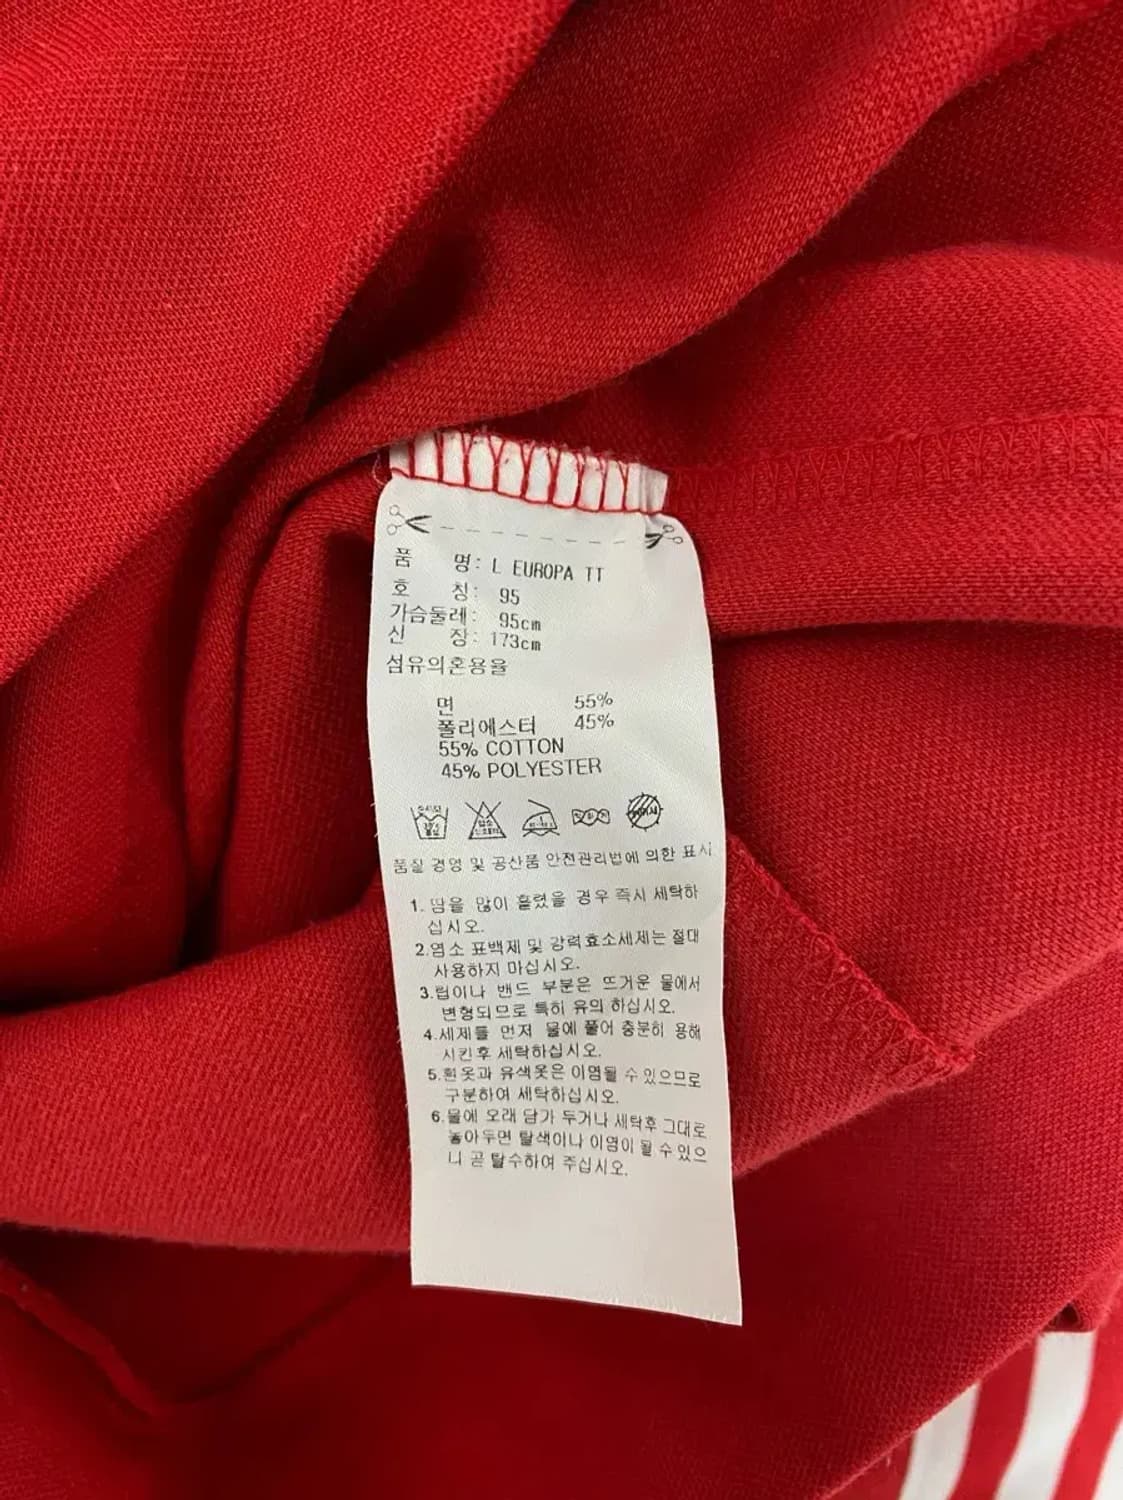 품 명: L EUROPA TT
호 칭: 95
가슴둘레: 95cm
신 장: 173cm
섬유의혼용율
면 55%
폴리에스터 45%
55% COTTON
45% POLYESTER
품질 경영 및 공산품 안전관리법에 의한 표시
1. 땀을 많이 흘렸을 경우 즉시 세탁하
십시오.
2.염소 표백제 및 강력효소세제는 절대
사용하지 마십시오.
3.립이나 밴드 부분은 뜨거운 물에서
변형되므로 특히 유의 하십시오.
4.세제를 먼저 물에 풀어 충분히 용해
시킨후 세탁하십시오.
5.흰옷과 유색옷은 이염될 수 있으므로
구분하여 세탁하십시오.
6.물에 오래 담가 두거나 세탁후 그대로
놓아두면 탈색이나 이염이 될 수 있으
니 곧 탈수하여 주십시오.